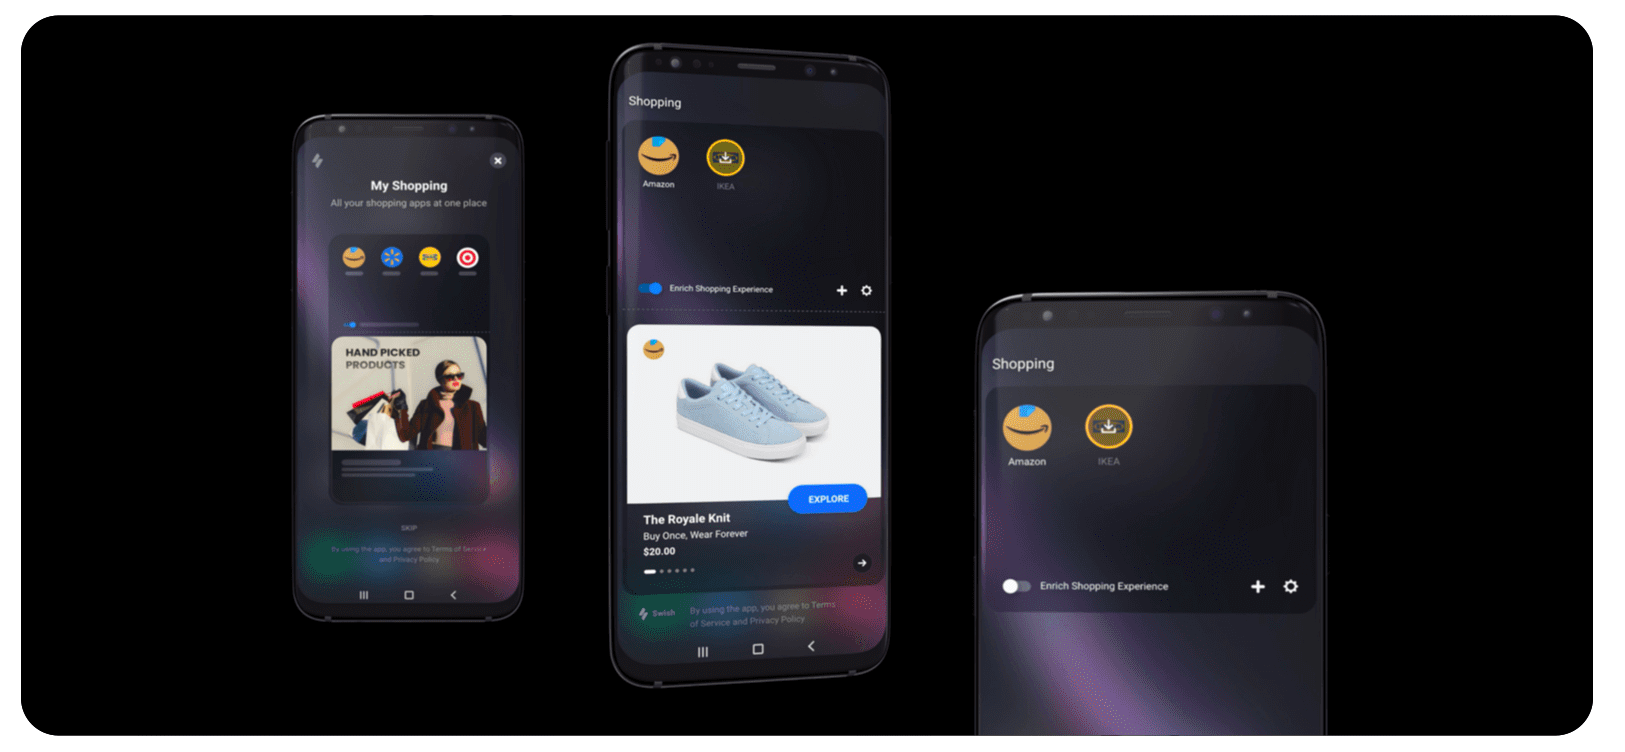 My Shopping
All your shopping apps at one place
HAND PICKED
PRODUCTS
SKIP
By using the app, you agree to Terms of Service
and Privacy Policy
Shopping
Amazon
IKEA
Enrich Shopping Experience
EXPLORE
The Royale Knit
Buy Once, Wear Forever
$20.00
Swish
By using the app, you agree to Terms
of Service and Privacy Policy
Shopping
Amazon
IKEA
Enrich Shopping Experience